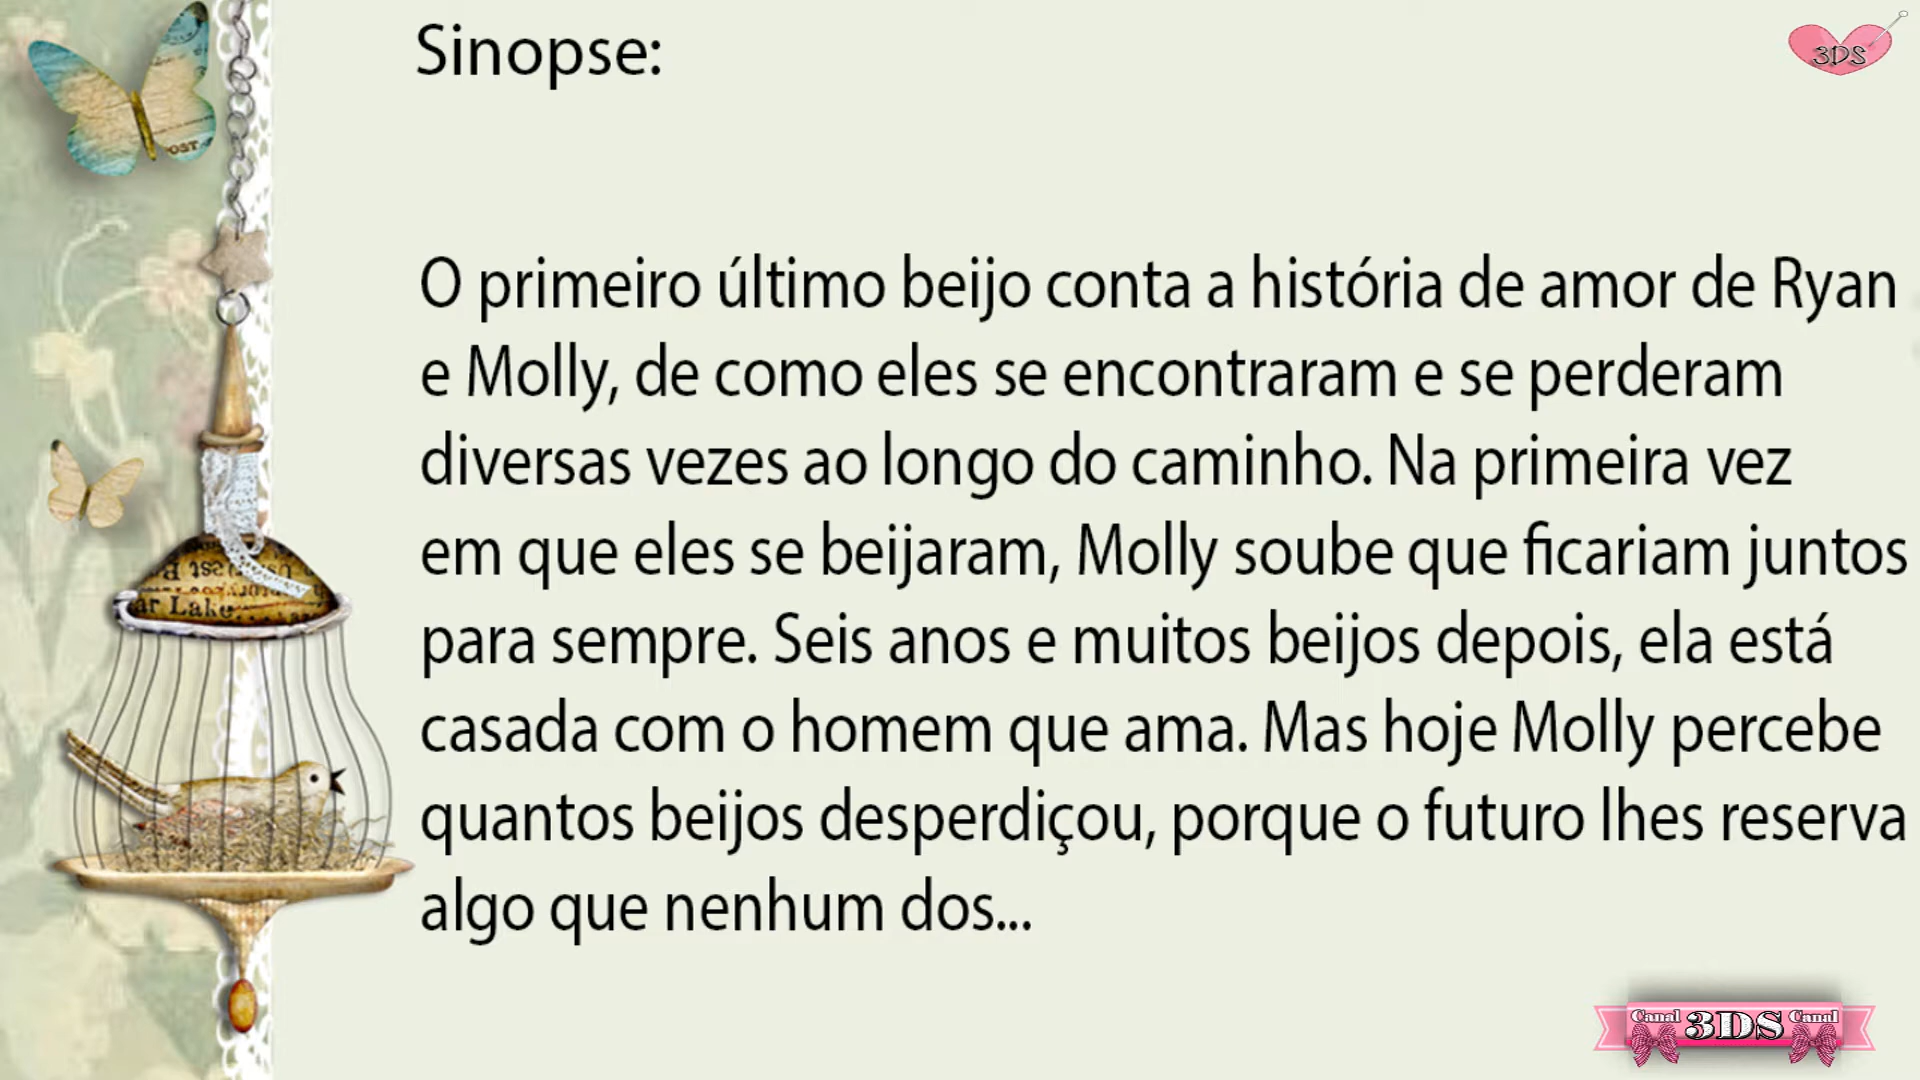 Sinopse:
3DS
O primeiro último beijo conta a história de amor de Ryan
e Molly, de como eles se encontraram e se perderam
diversas vezes ao longo do caminho. Na primeira vez
em que eles se beijaram, Molly soube que ficariam juntos
para sempre. Seis anos e muitos beijos depois, ela está
casada com o homem que ama. Mas hoje Molly percebe
quantos beijos desperdiçou, porque o futuro lhes reserva
algo que nenhum dos...
OST
ar Lake
Canal 3DS Canal